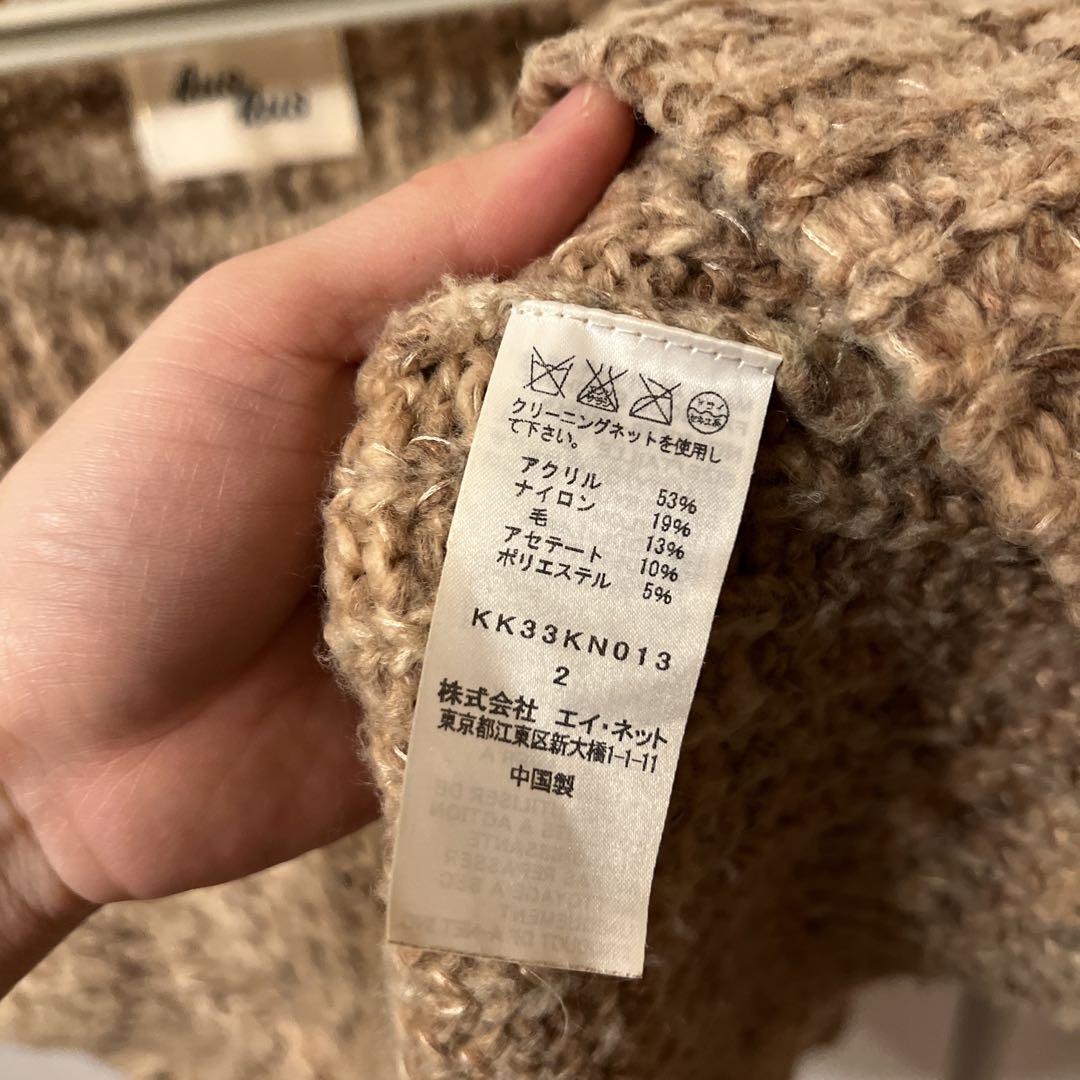 クリーニングネットを使用し
て下さい。
アクリル 53%
ナイロン 19%
毛 13%
アセテート 10%
ポリエステル 5%
KK33KN013
2
株式会社 エイ・ネット
東京都江東区新大橋1-1-11
中国製